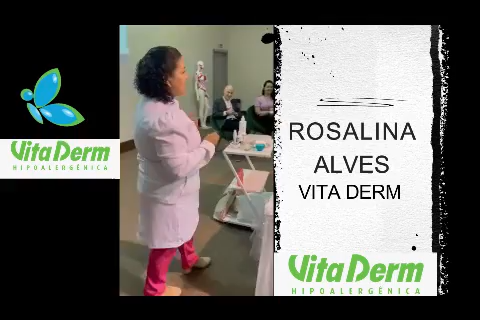 Vita Derm
HIPOALERGÊNICA
ROSALINA
ALVES
VITA DERM
Vita Derm
HIPOALERGÊNICA